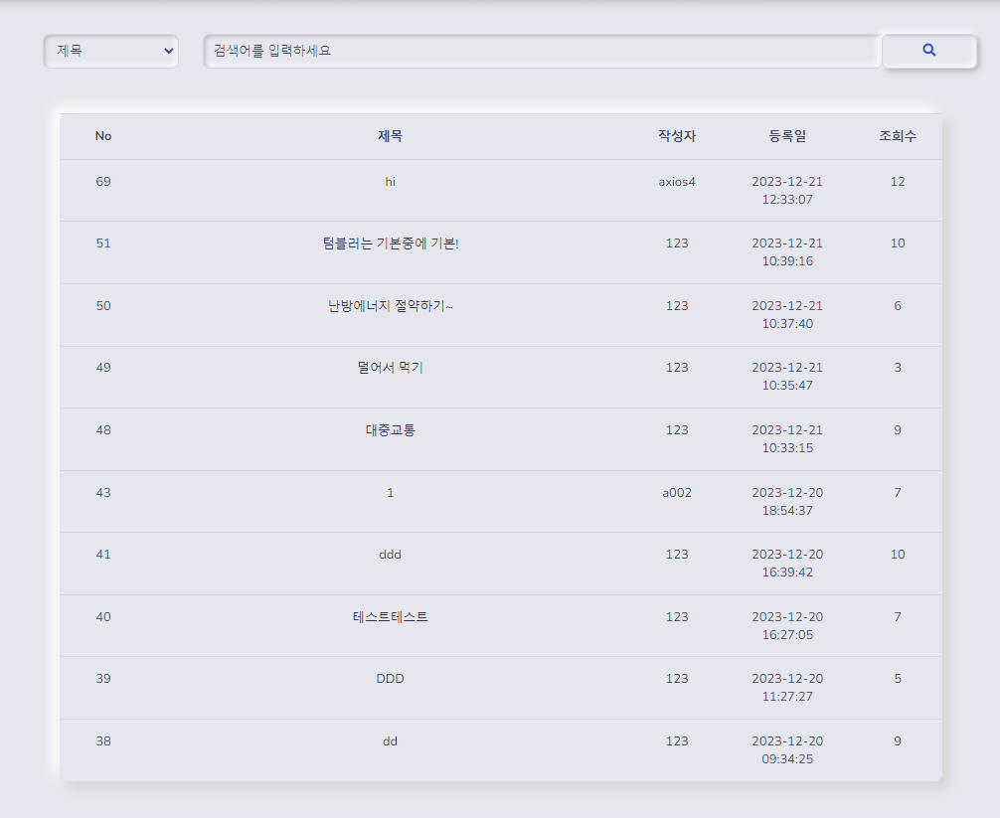 제목 검색어를 입력하세요
No 제목 작성자 등록일 조회수
69 hi axios4 2023-12-21 12
12:33:07
51 텀블러는 기본중에 기본! 123 2023-12-21 10
10:39:16
50 난방에너지 절약하기~ 123 2023-12-21 6
10:37:40
49 덜어서 먹기 123 2023-12-21 3
10:35:47
48 대중교통 123 2023-12-21 9
10:33:15
43 1 a002 2023-12-20 7
18:54:37
41 ddd 123 2023-12-20 10
16:39:42
40 테스트테스트 123 2023-12-20 7
16:27:05
39 DDD 123 2023-12-20 5
11:27:27
38 dd 123 2023-12-20 9
09:34:25